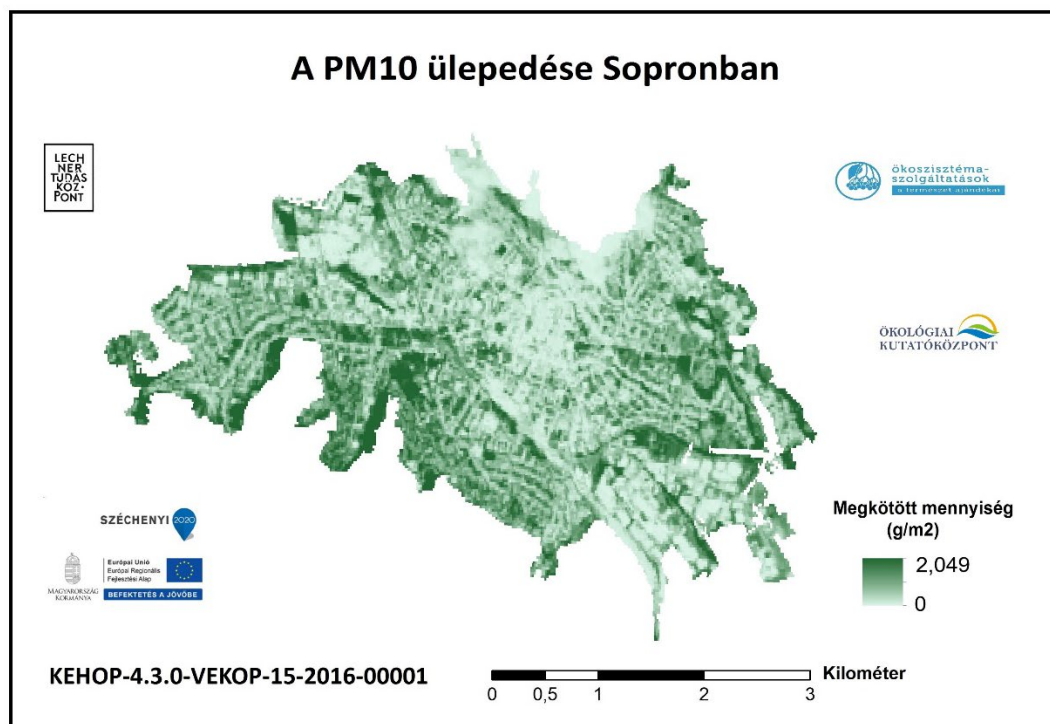 A PM10 ülepedése Sopronban
LECH
NER
TUDÁS
KÖZ-
PONT
ökoszisztéma-
szolgáltatások
a természet ajándékai
ÖKOLÓGIAI
KUTATÓKÖZPONT
SZÉCHENYI 2020
MAGYARORSZÁG
KORMÁNYA
Európai Unió
Európai Regionális
Fejlesztési Alap
BEFEKTETÉS A JÖVŐBE
Megkötött mennyiség
(g/m2)
2,049
0
KEHOP-4.3.0-VEKOP-15-2016-00001
Kilométer
0 0,5 1 2 3